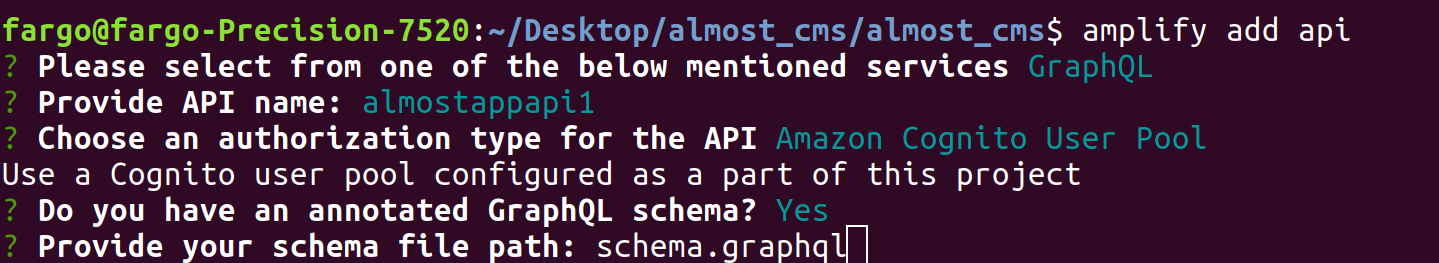 fargo@fargo-Precision-7520:~/Desktop/almost_cms/almost_cms$ amplify add api
? Please select from one of the below mentioned services GraphQL
? Provide API name: almostappapi1
? Choose an authorization type for the API Amazon Cognito User Pool
Use a Cognito user pool configured as a part of this project
? Do you have an annotated GraphQL schema? Yes
? Provide your schema file path: schema.graphql